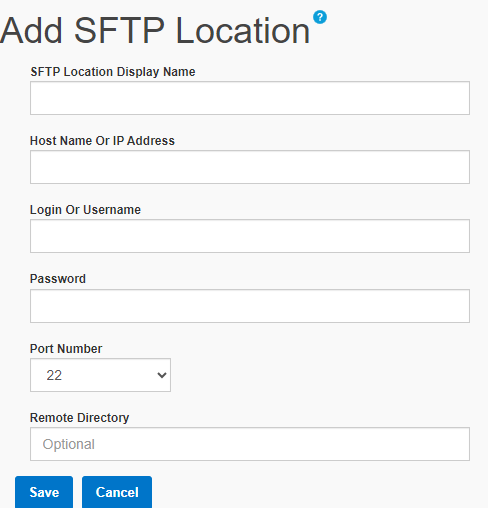 Add SFTP Location ?
SFTP Location Display Name
Host Name Or IP Address
Login Or Username
Password
Port Number
22
Remote Directory
Optional
Save Cancel